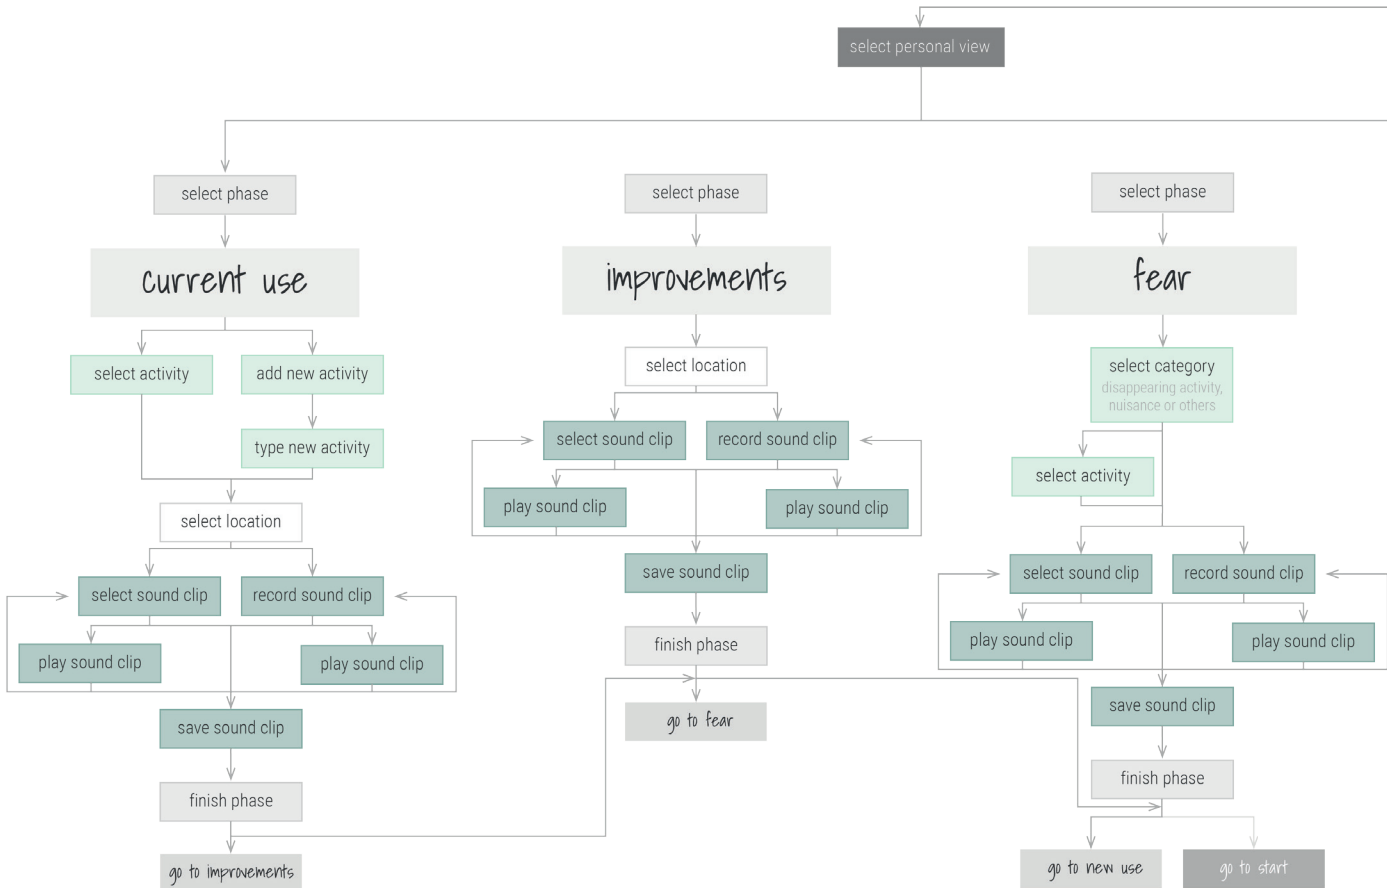 select personal view
select phase
current use
select activity
add new activity
type new activity
select location
select sound clip
record sound clip
play sound clip
play sound clip
save sound clip
finish phase
go to improvements
select phase
improvements
select location
select sound clip
record sound clip
play sound clip
play sound clip
save sound clip
finish phase
go to fear
select phase
fear
select category
disappearing activity,
nuisance or others
select activity
select sound clip
record sound clip
play sound clip
play sound clip
save sound clip
finish phase
go to new use
go to start